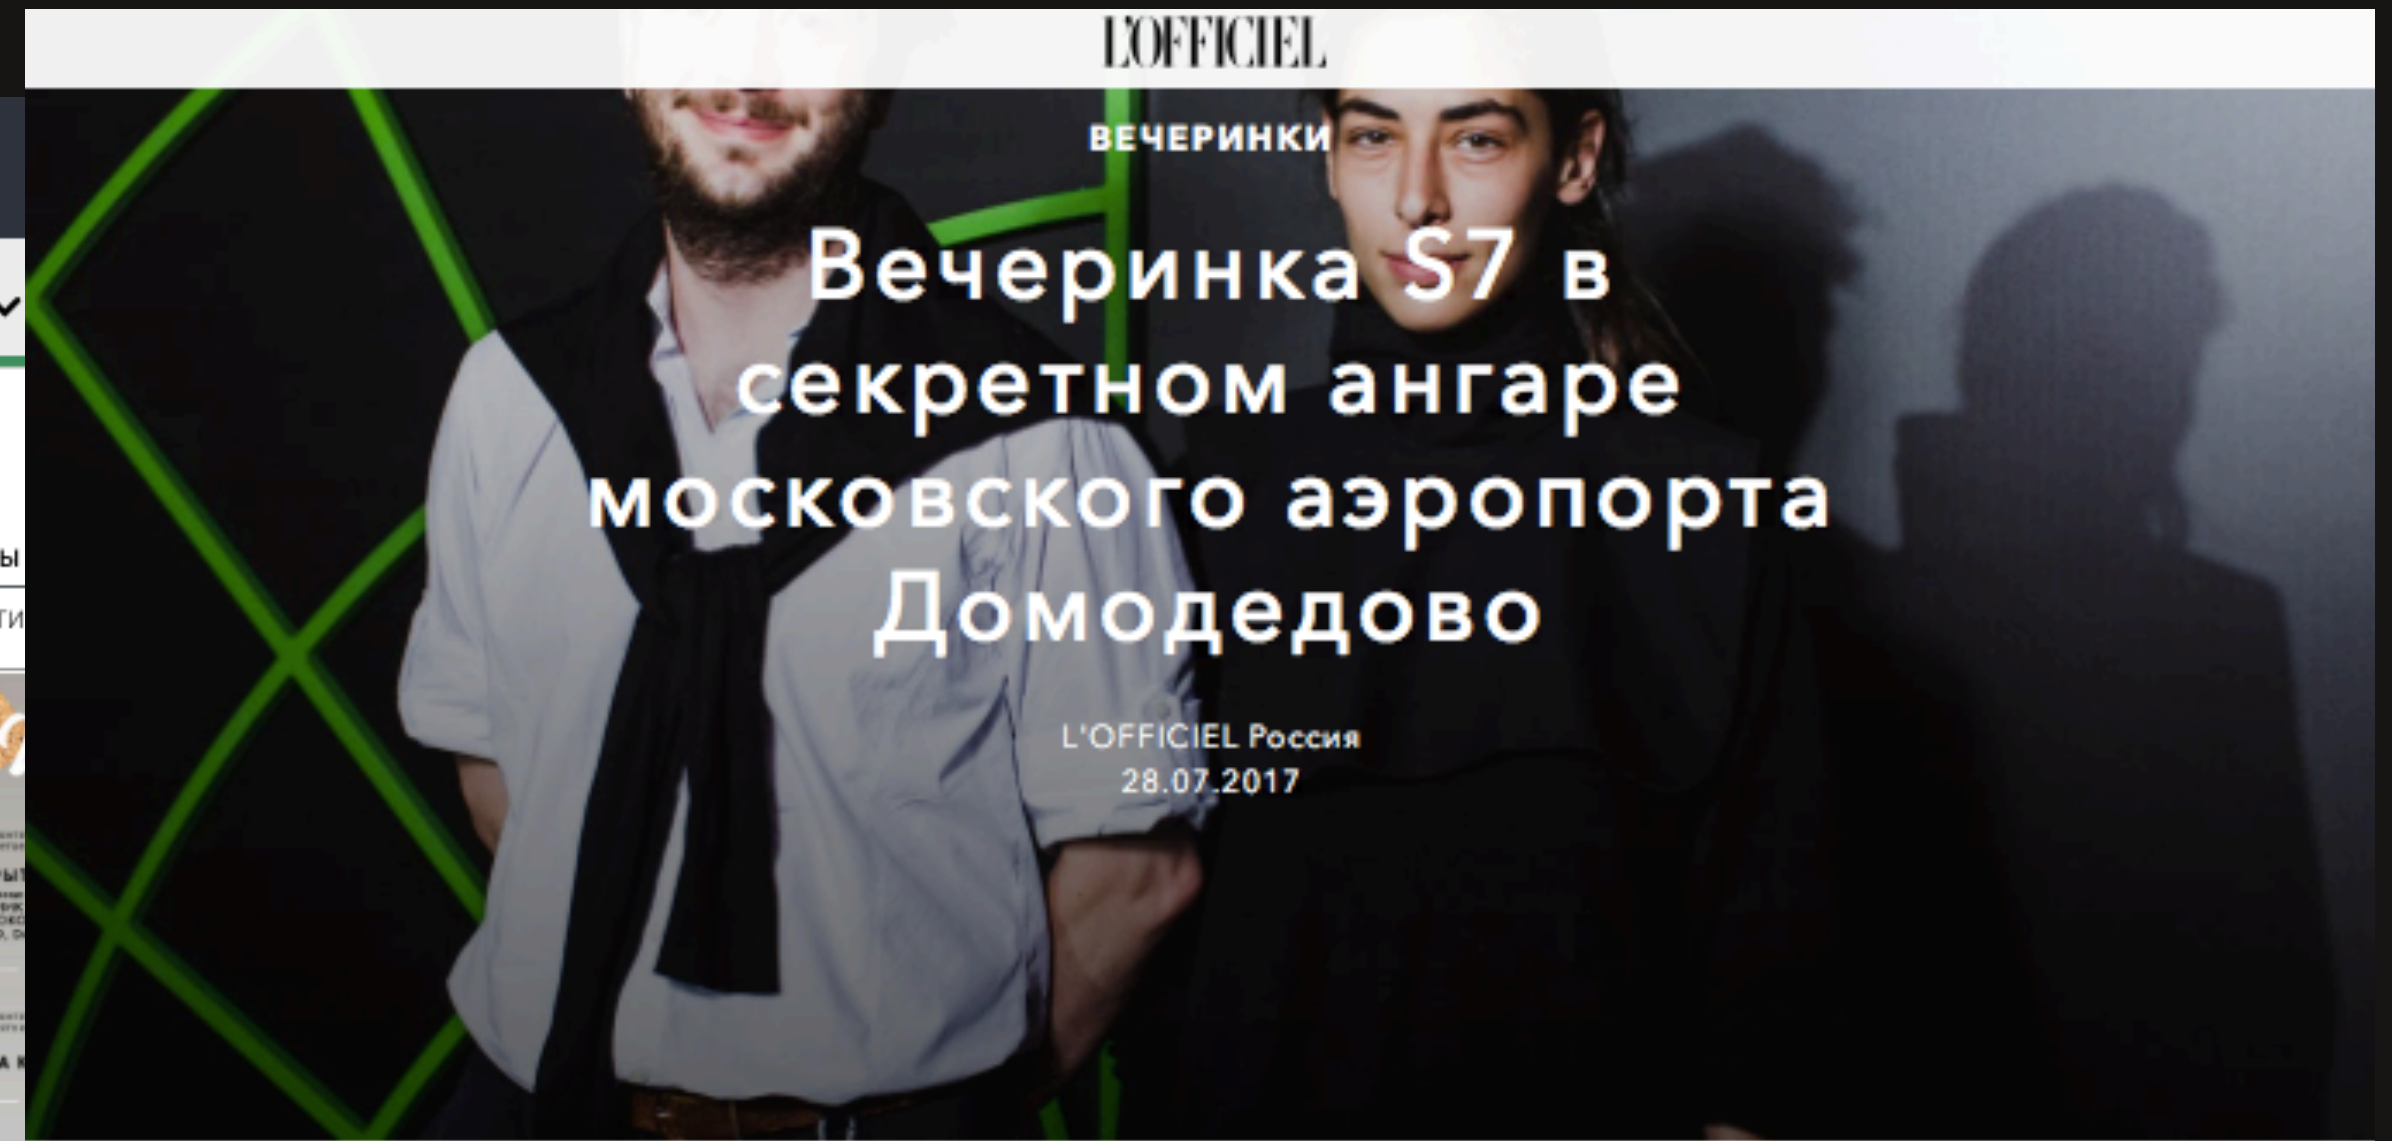 L'OFFICIEL
ВЕЧЕРИНКИ
Вечеринка S7 в
секретном ангаре
московского аэропорта
Домодедово
L'OFFICIEL Россия
28.07.2017